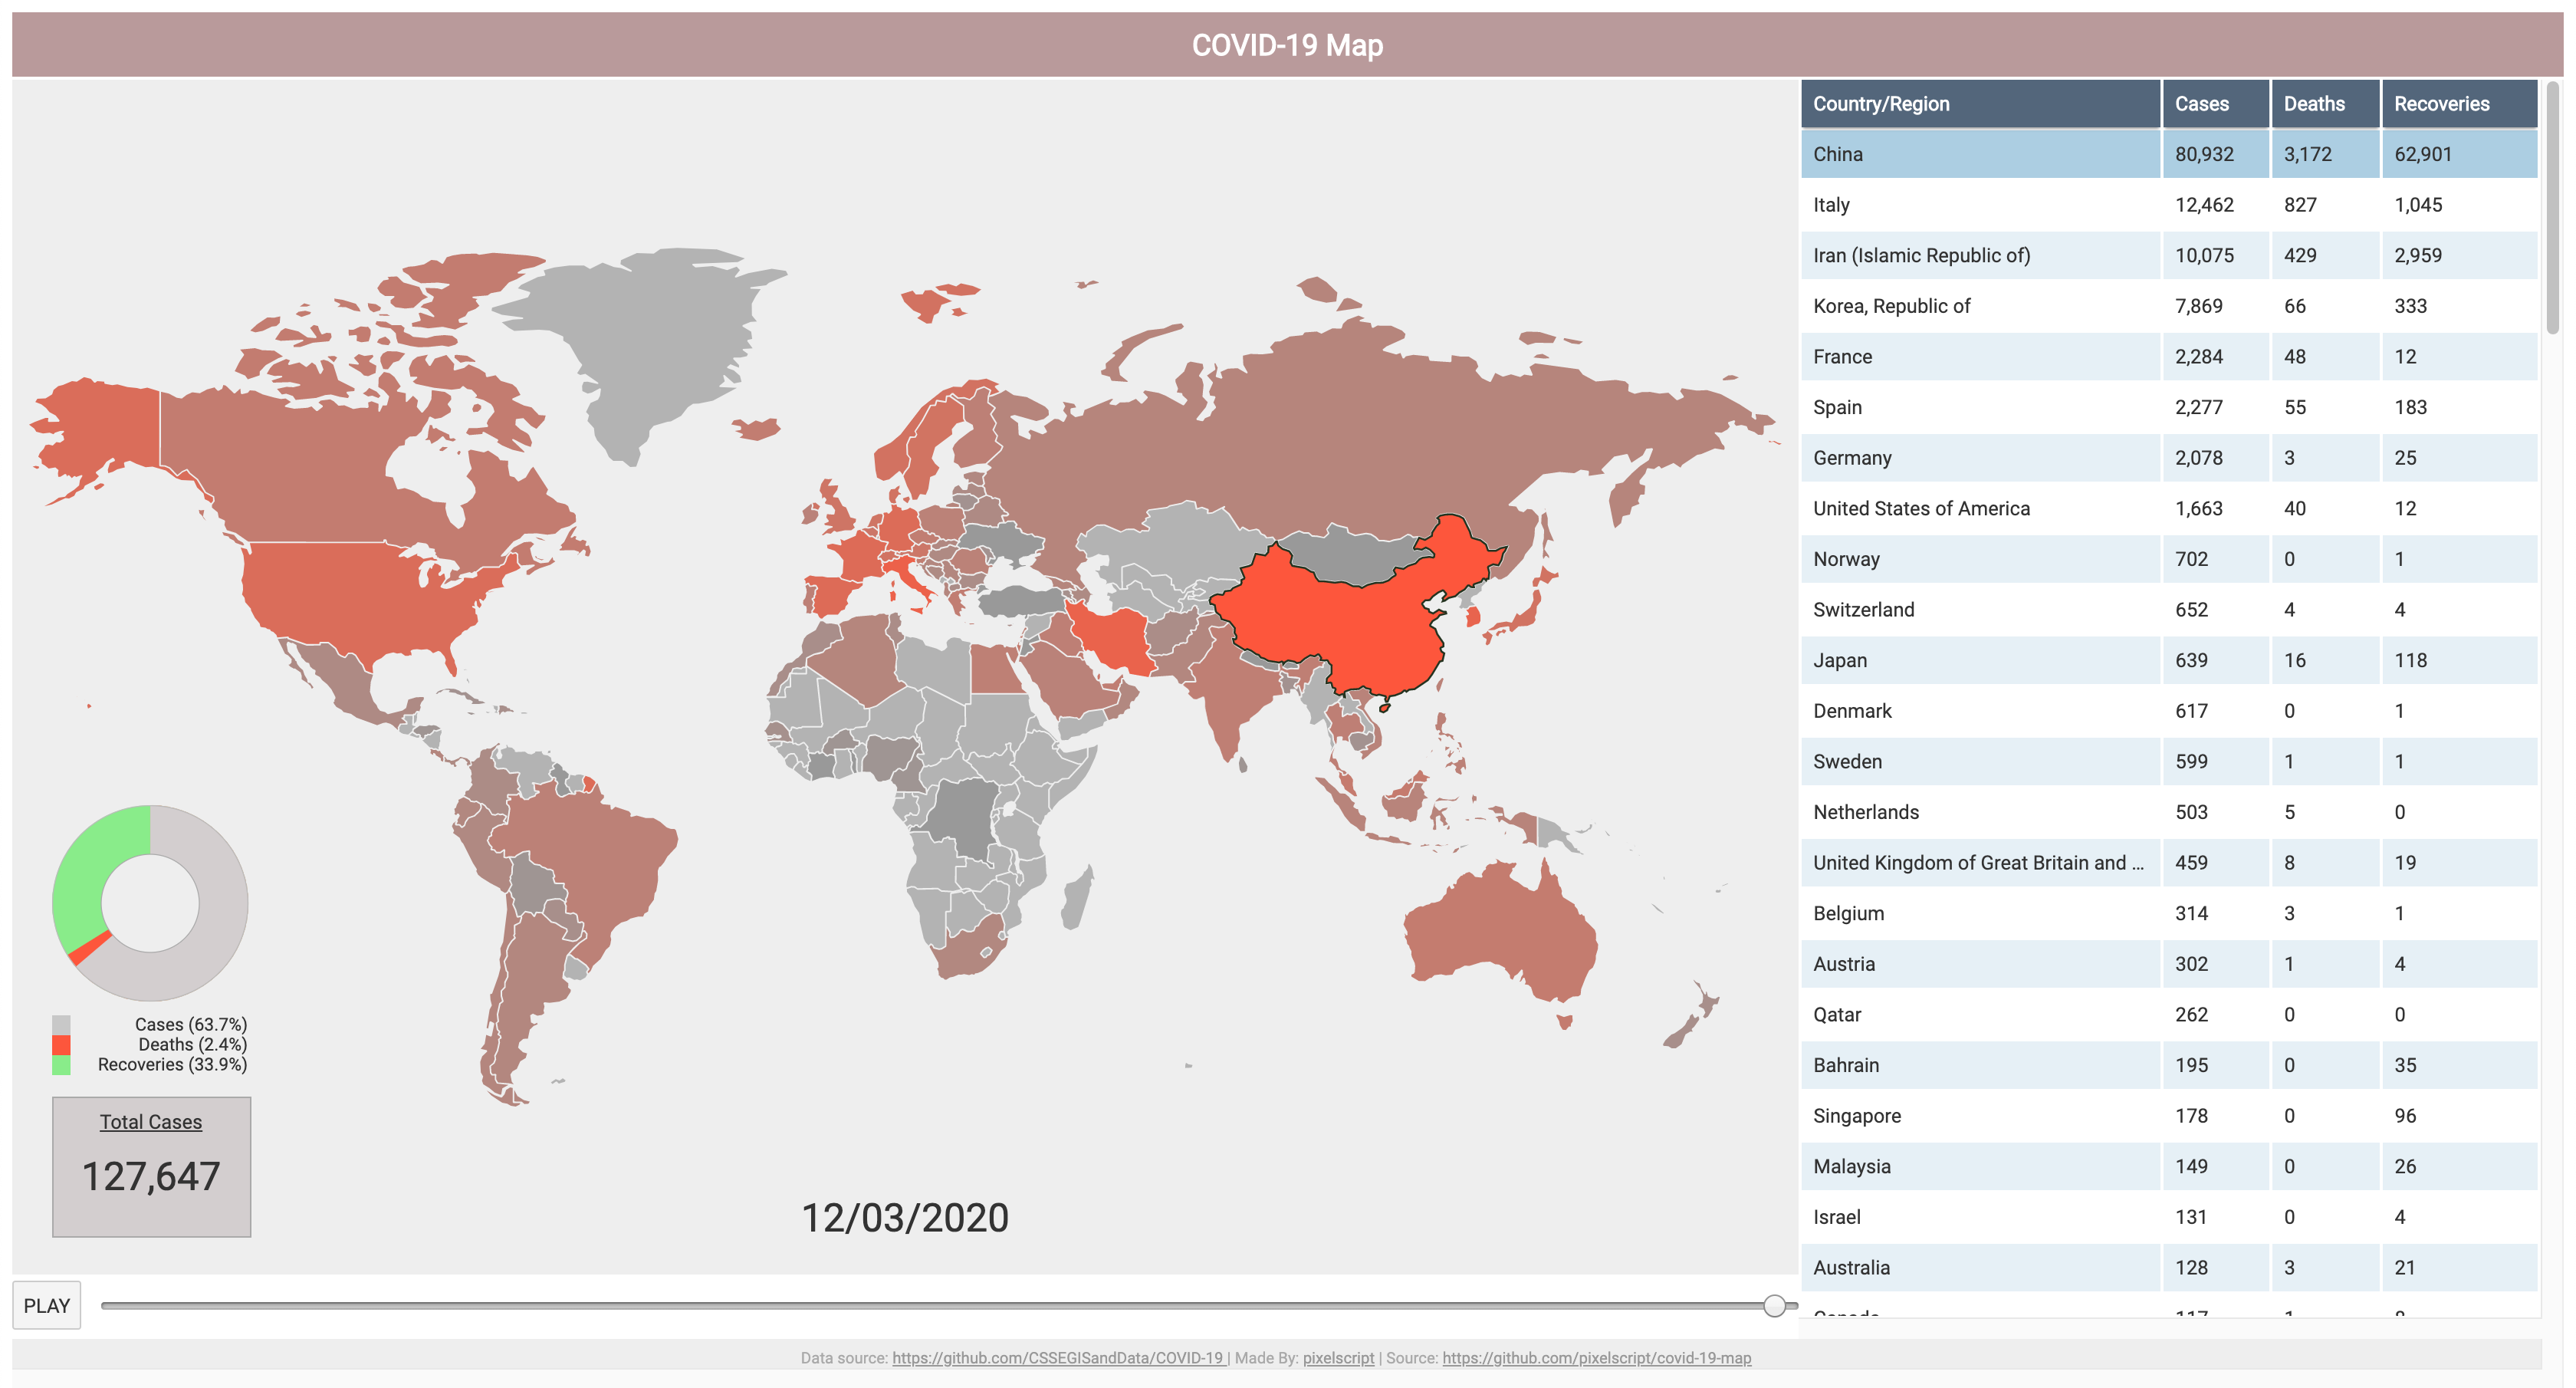 COVID-19 Map
Country/Region Cases Deaths Recoveries
China 80,932 3,172 62,901
Italy 12,462 827 1,045
Iran (Islamic Republic of) 10,075 429 2,959
Korea, Republic of 7,869 66 333
France 2,284 48 12
Spain 2,277 55 183
Germany 2,078 3 25
United States of America 1,663 40 12
Norway 702 0 1
Switzerland 652 4 4
Japan 639 16 118
Denmark 617 0 1
Sweden 599 1 1
Netherlands 503 5 0
United Kingdom of Great Britain and ... 459 8 19
Belgium 314 3 1
Austria 302 1 4
Qatar 262 0 0
Bahrain 195 0 35
Singapore 178 0 96
Malaysia 149 0 26
Israel 131 0 4
Australia 128 3 21
Cases (63.7%)
Deaths (2.4%)
Recoveries (33.9%)
Total Cases
127,647
12/03/2020
PLAY
Data source: https://github.com/CSSEGISandData/COVID-19 | Made By: pixelscript | Source: https://github.com/pixelscript/covid-19-map